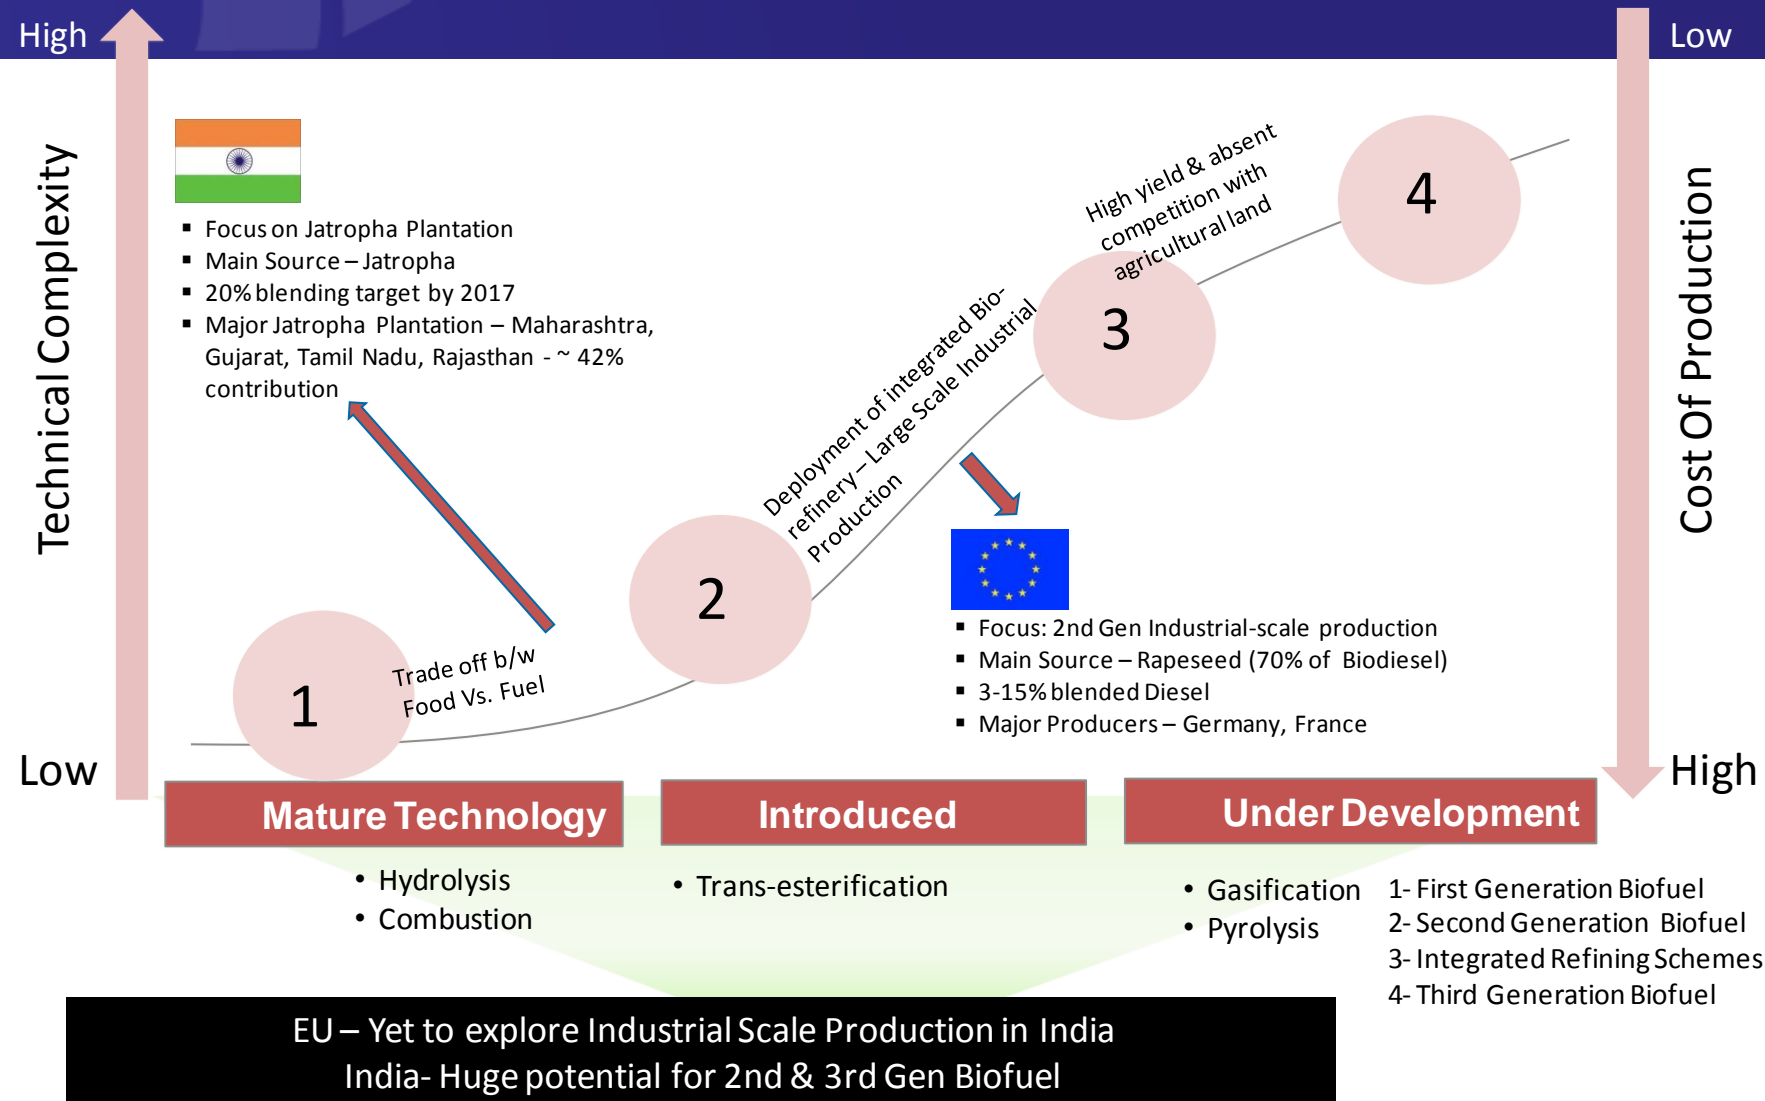 High
Low
Technical Complexity
Cost Of Production
▪ Focus on Jatropha Plantation
▪ Main Source – Jatropha
▪ 20% blending target by 2017
▪ Major Jatropha Plantation – Maharashtra,
Gujarat, Tamil Nadu, Rajasthan - ~ 42%
contribution
High yield & absent
competition with
agricultural land
4
3
Deployment of integrated Bio-
refinery – Large Scale Industrial
Production
2
Trade off b/w
Food Vs. Fuel
1
▪ Focus: 2nd Gen Industrial-scale production
▪ Main Source – Rapeseed (70% of Biodiesel)
▪ 3-15% blended Diesel
▪ Major Producers – Germany, France
Low
High
Mature Technology
Introduced
Under Development
• Hydrolysis
• Combustion
• Trans-esterification
• Gasification
• Pyrolysis
1- First Generation Biofuel
2- Second Generation Biofuel
3- Integrated Refining Schemes
4- Third Generation Biofuel
EU – Yet to explore Industrial Scale Production in India
India- Huge potential for 2nd & 3rd Gen Biofuel